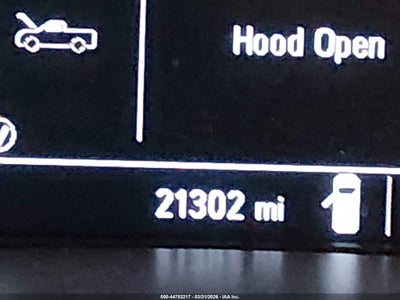 Hood Open
21302 mi
000-44752217 - 03/31/2026 - IAA Inc.